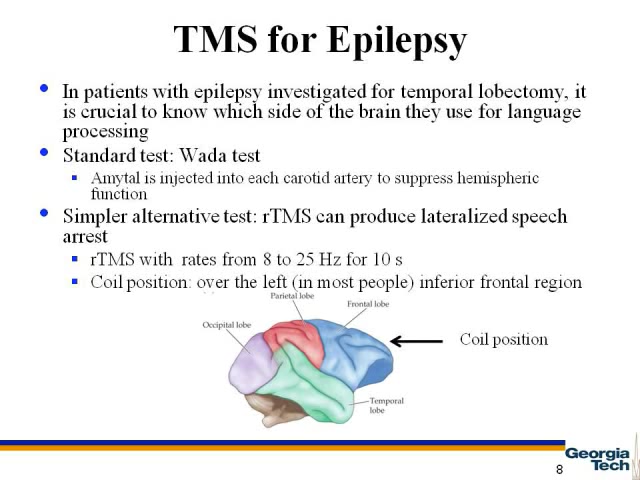 TMS for Epilepsy
• In patients with epilepsy investigated for temporal lobectomy, it
is crucial to know which side of the brain they use for language
processing
• Standard test: Wada test
▪ Amytal is injected into each carotid artery to suppress hemispheric
function
• Simpler alternative test: rTMS can produce lateralized speech
arrest
▪ rTMS with rates from 8 to 25 Hz for 10 s
▪ Coil position: over the left (in most people) inferior frontal region
Parietal lobe
Frontal lobe
Occipital lobe
Coil position
Temporal
lobe
Georgia
Tech
8